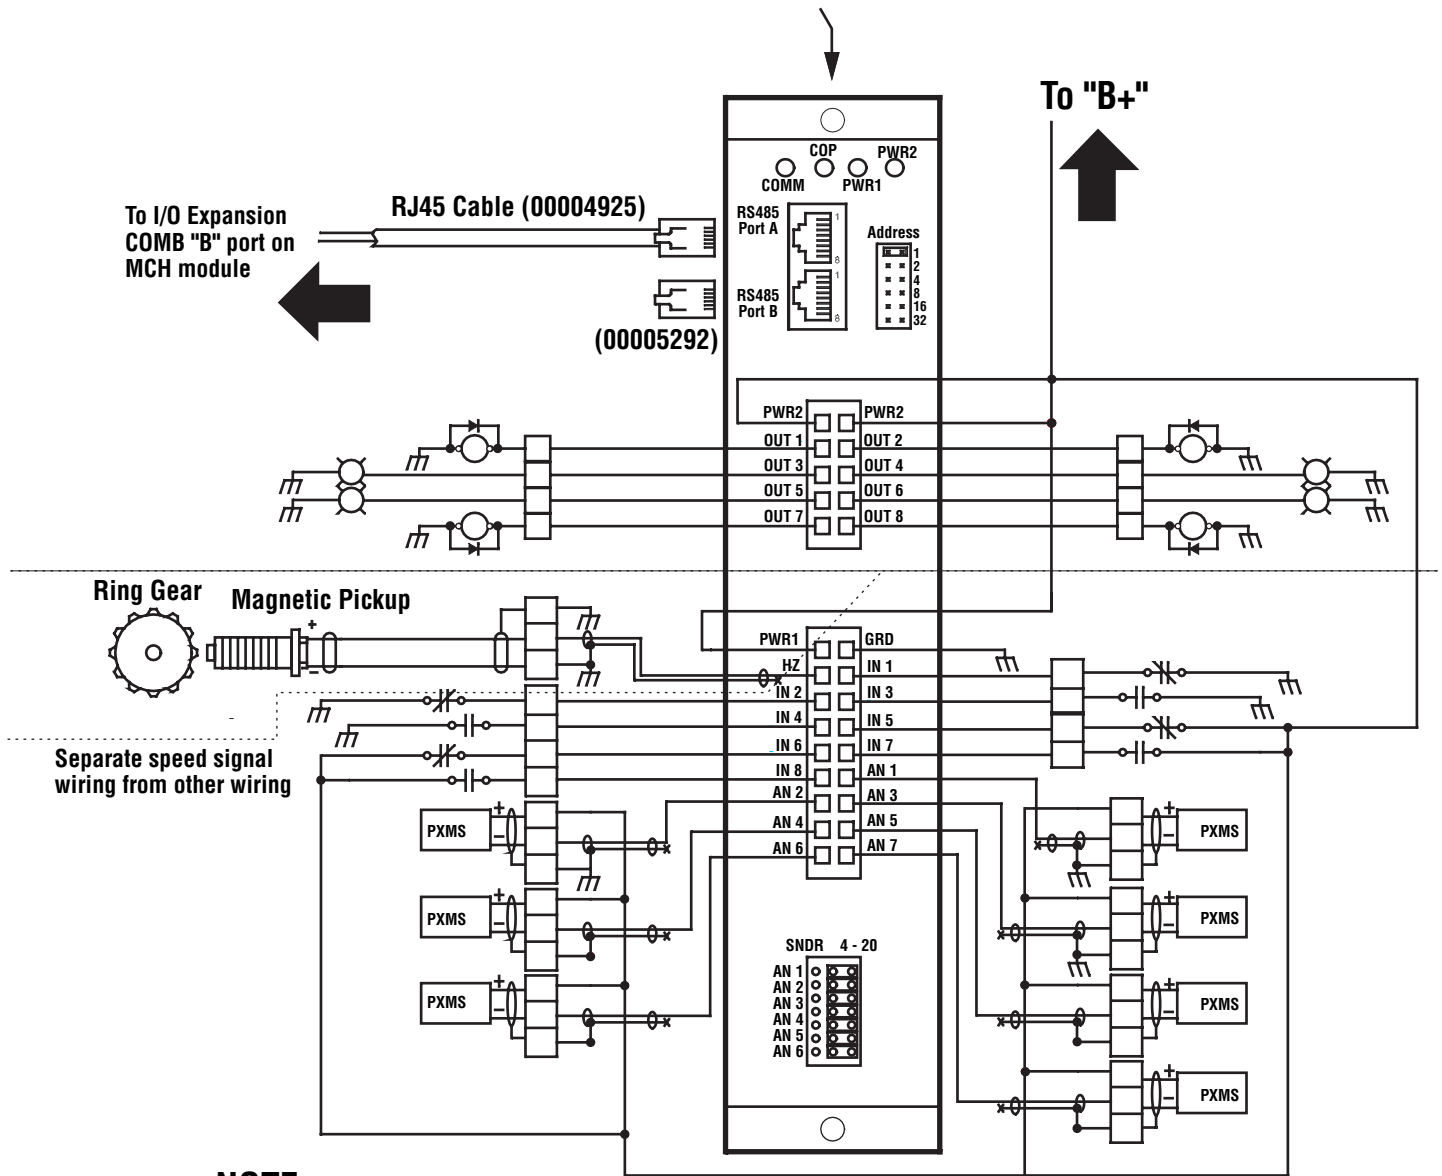 To "B+"
COP
PWR2
COMM
PWR1
RJ45 Cable (00004925)
To I/O Expansion
COMB "B" port on
MCH module
RS485
Port A
1
8
Address
1
2
4
8
16
32
RS485
Port B
1
8
(00005292)
PWR2
PWR2
OUT 1
OUT 2
OUT 3
OUT 4
OUT 5
OUT 6
OUT 7
OUT 8
Ring Gear
Magnetic Pickup
+
–
PWR1
GRD
HZ
IN 1
IN 2
IN 3
IN 4
IN 5
IN 6
IN 7
IN 8
AN 1
AN 2
AN 3
AN 4
AN 5
AN 6
AN 7
Separate speed signal
wiring from other wiring
PXMS
+
–
+
–
PXMS
PXMS
+
–
+
–
PXMS
PXMS
+
–
+
–
PXMS
+
–
PXMS
SNDR 4 - 20
AN 1
AN 2
AN 3
AN 4
AN 5
AN 6
NOTE